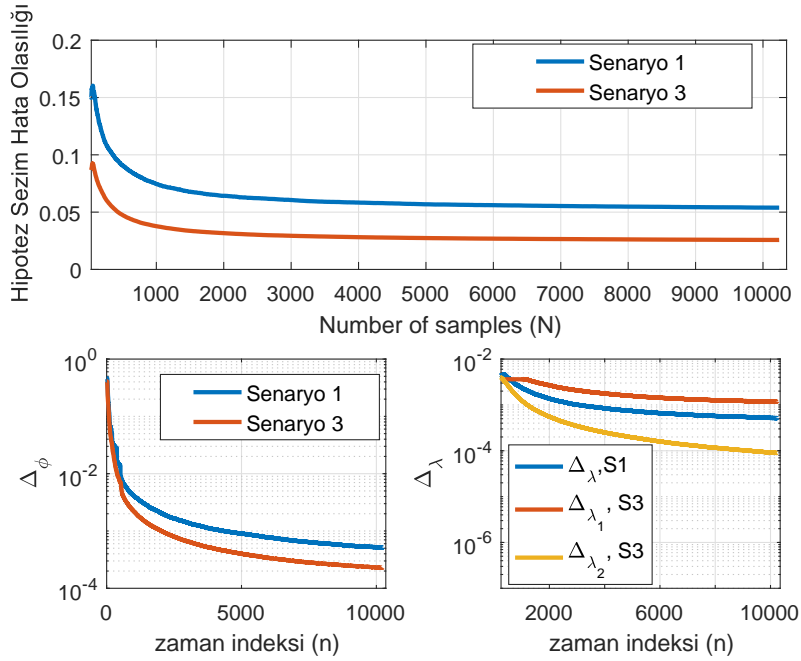 Hipotez Sezim Hata Olasılığı
0.2
0.15
0.1
0.05
0
Senaryo 1
Senaryo 3
1000 2000 3000 4000 5000 6000 7000 8000 9000 10000
Number of samples (N)
Δ_ϕ
10^0
10^-2
10^-4
Senaryo 1
Senaryo 3
0 5000 10000
zaman indeksi (n)
Δ_λ
10^-2
10^-4
10^-6
Δ_λ,S1
Δ_λ_1, S3
Δ_λ_2, S3
2000 6000 10000
zaman indeksi (n)